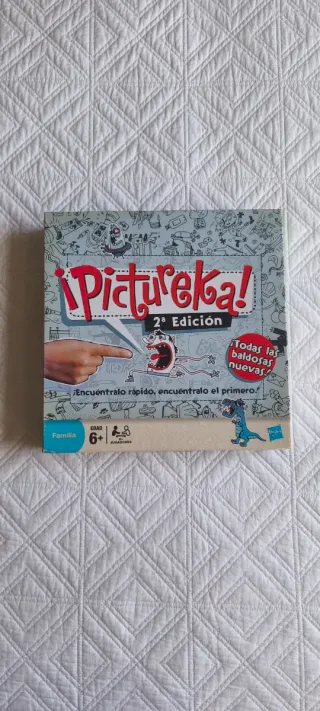 ¡Pictureka!
2ª Edición
¡Todas las
baldosas
nuevas!
¡Encuéntralo rápido, encuéntralo el primero!
Familia
EDAD
6+
Hasbro